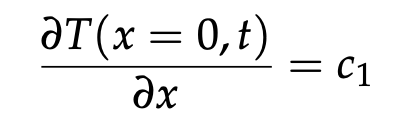 ∂T(x = 0, t)
∂x
= c₁